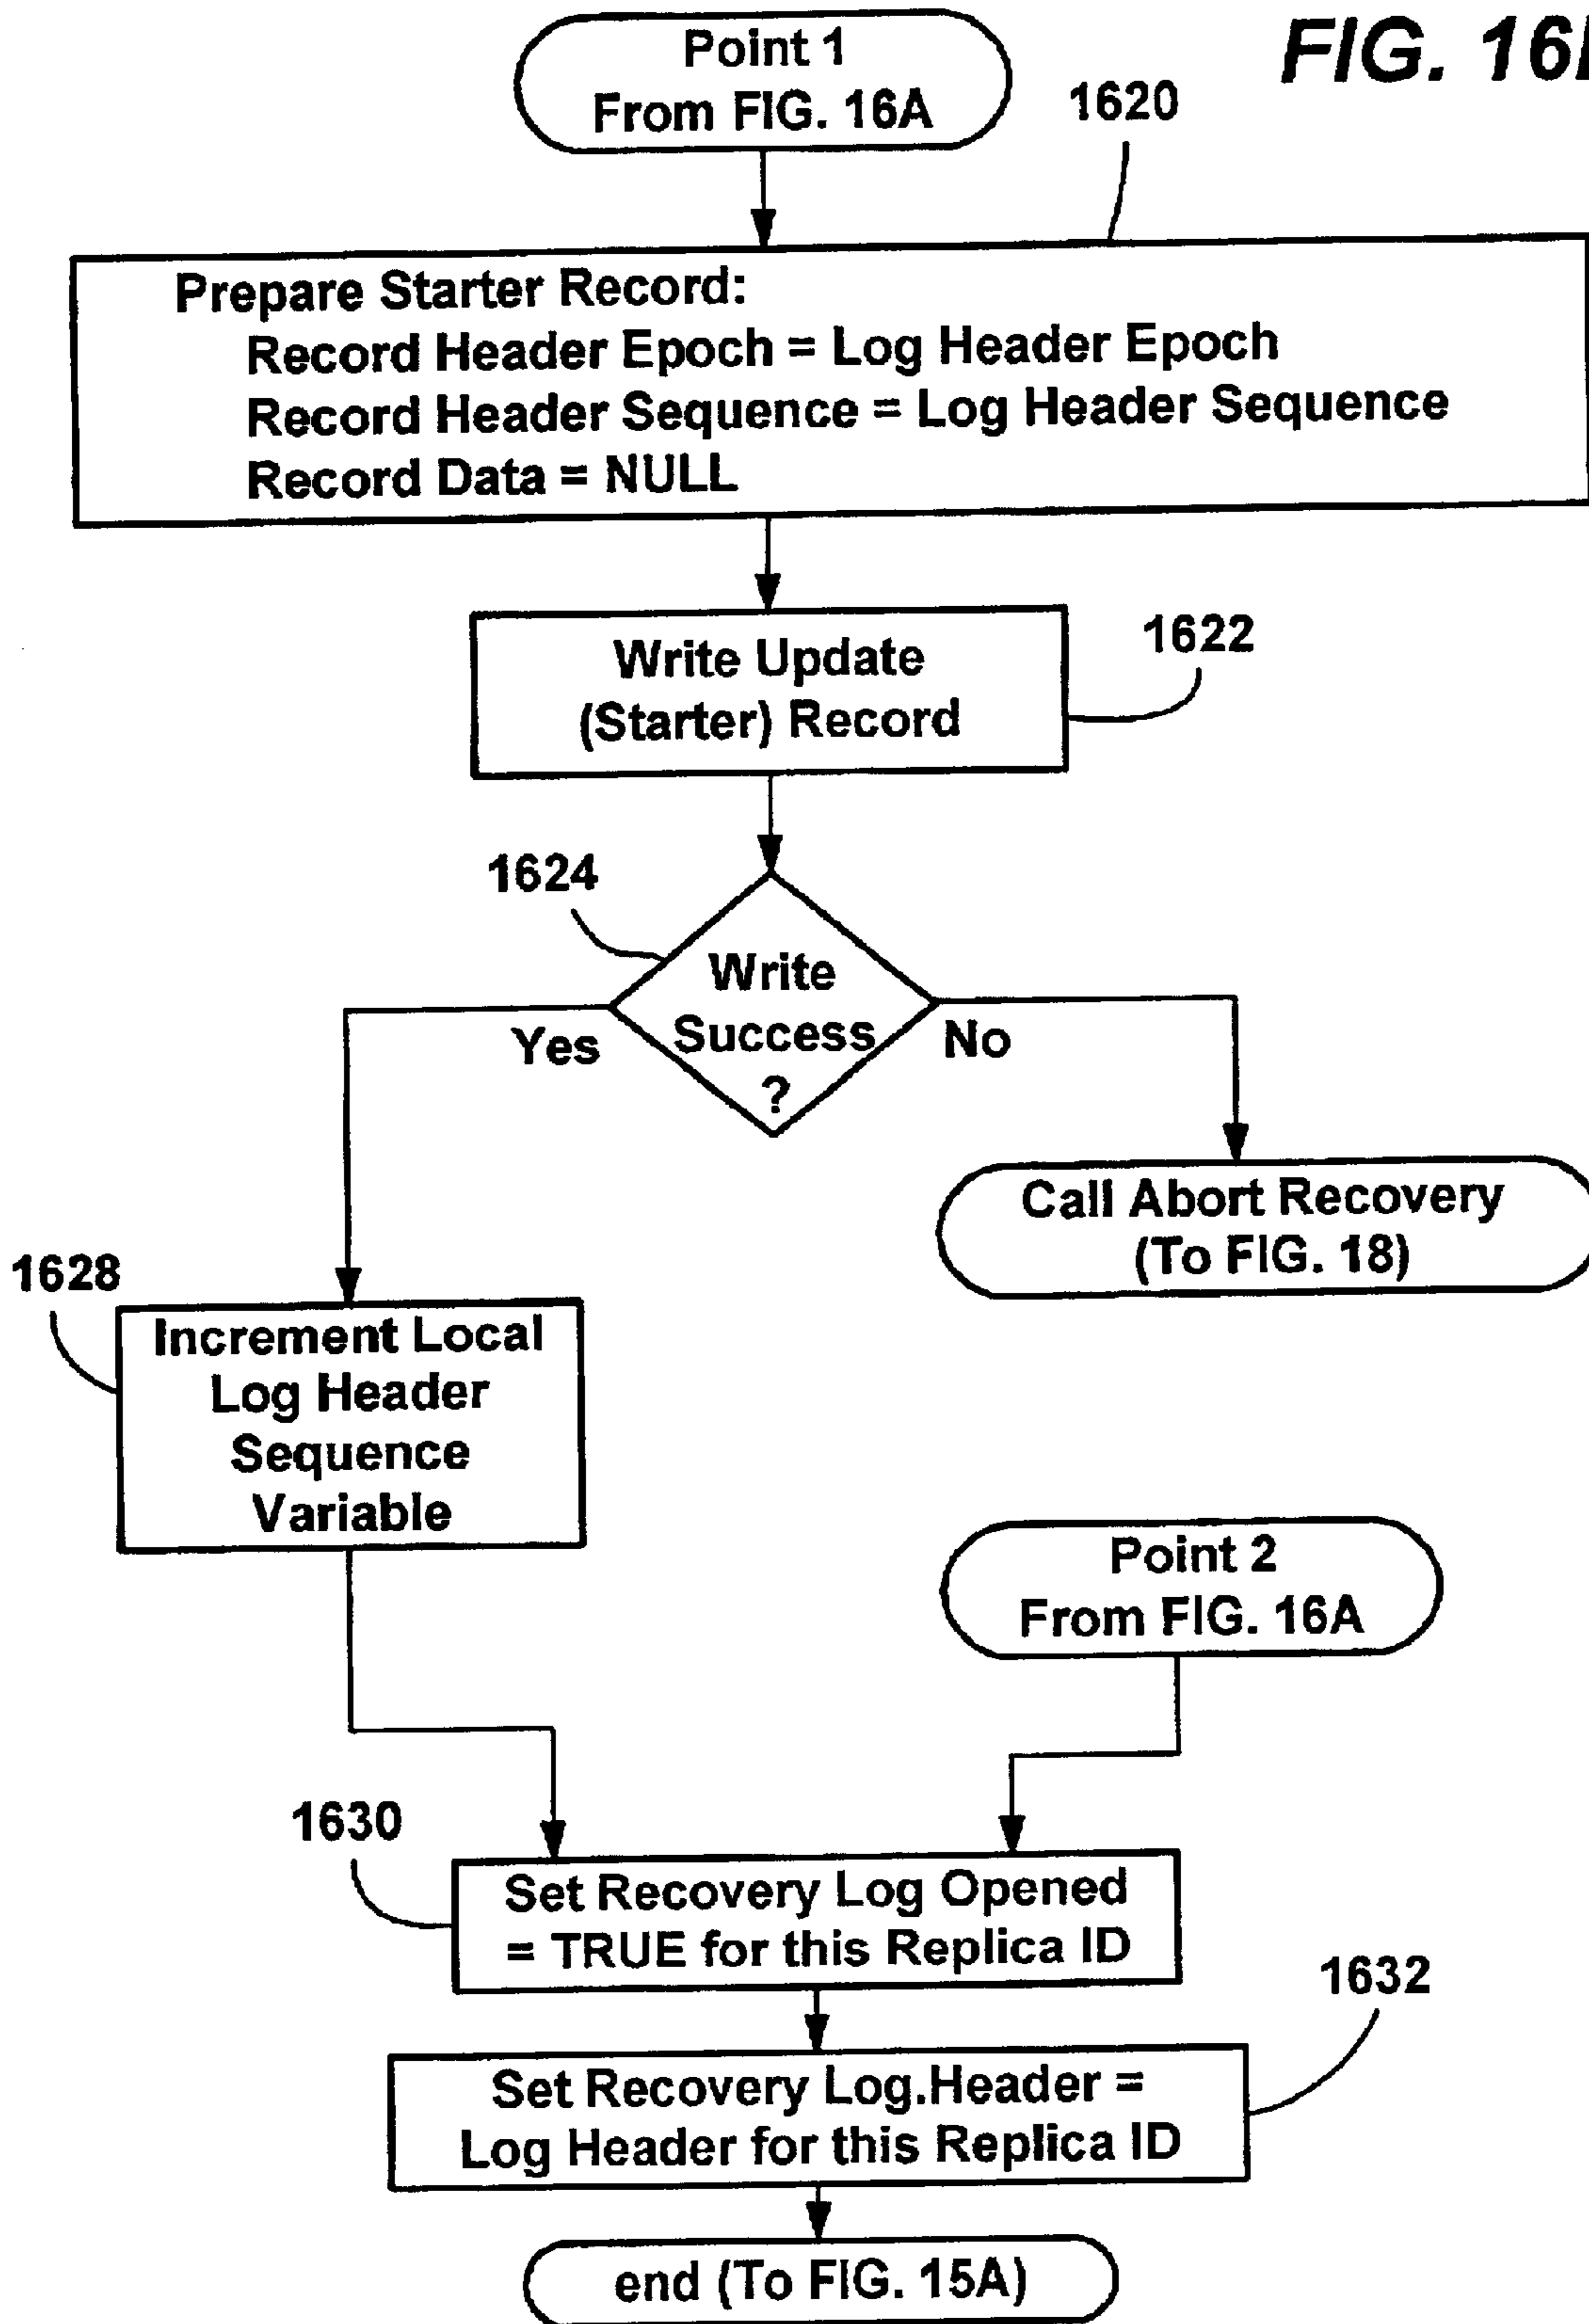 FIG. 16
Point 1
From FIG. 16A
1620
Prepare Starter Record:
Record Header Epoch = Log Header Epoch
Record Header Sequence = Log Header Sequence
Record Data = NULL
Write Update
(Starter) Record
1622
1624
Write
Success
?
Yes
No
Call Abort Recovery
(To FIG. 18)
1628
Increment Local
Log Header
Sequence
Variable
Point 2
From FIG. 16A
1630
Set Recovery Log Opened
= TRUE for this Replica ID
1632
Set Recovery Log.Header =
Log Header for this Replica ID
end (To FIG. 15A)